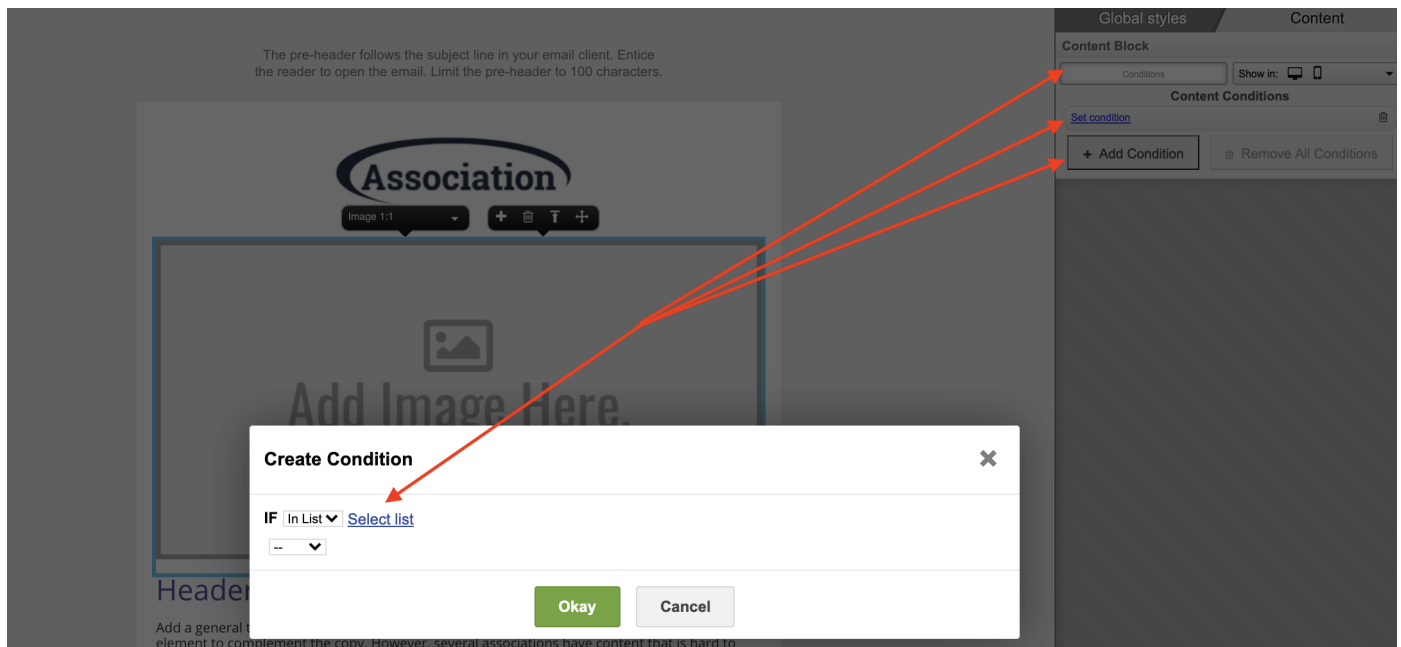 Global styles
Content
The pre-header follows the subject line in your email client. Entice
the reader to open the email. Limit the pre-header to 100 characters.
Content Block
Conditions
Show in:
Content Conditions
Set condition
+ Add Condition
Remove All Conditions
Association
Image 1:1
Add Image Here.
Create Condition
IF In List Select list
--
Okay
Cancel
Header
Add a general t
element to complement the copy. However, several associations have content that is hard to